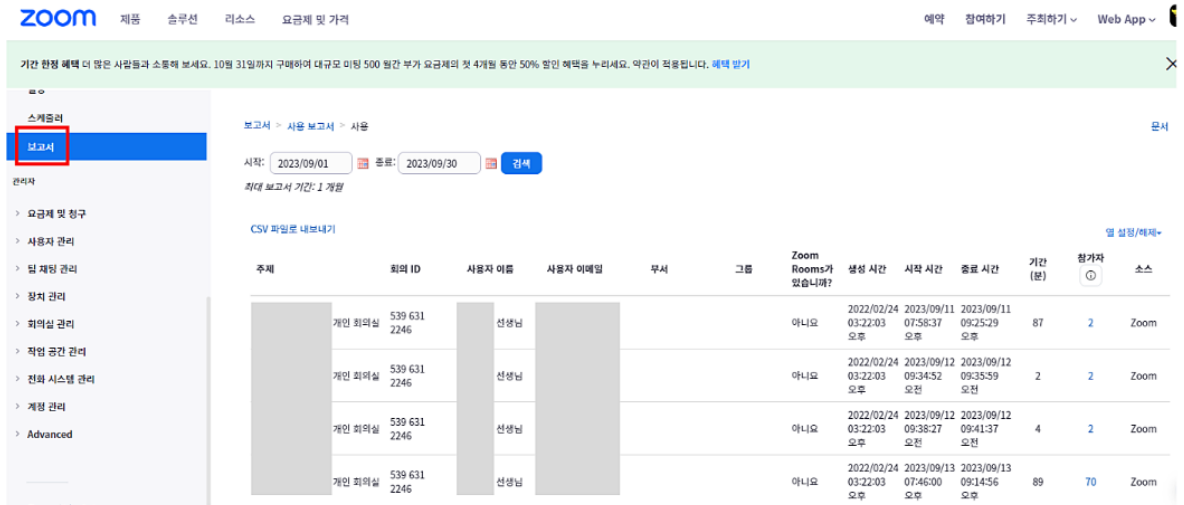 zoom 제품 솔루션 리소스 요금제 및 가격 예약 참여하기 주최하기 Web App
기간 한정 혜택 더 많은 사람들과 소통해 보세요. 10월 31일까지 구매하여 대규모 미팅 500 월간 부가 요금제의 첫 4개월 동안 50% 할인 혜택을 누리세요. 약관이 적용됩니다. 혜택 받기
스케줄러
보고서
관리자
요금제 및 청구
사용자 관리
팀 채팅 관리
장치 관리
회의실 관리
작업 공간 관리
전화 시스템 관리
계정 관리
Advanced
보고서 > 사용 보고서 > 사용
문서
시작: 2023/09/01 종료: 2023/09/30 검색
최대 보고서 기간: 1 개월
CSV 파일로 내보내기
열 설정/해제
주제 회의 ID 사용자 이름 사용자 이메일 부서 그룹 Zoom Rooms가 있습니까? 생성 시간 시작 시간 종료 시간 기간 (분) 참가자 소스
개인 회의실 539 631 2246 선생님 아니요 2022/02/24 03:22:03 오후 2023/09/11 07:58:37 오후 2023/09/11 09:25:29 오후 87 2 Zoom
개인 회의실 539 631 2246 선생님 아니요 2022/02/24 03:22:03 오후 2023/09/12 09:34:52 오전 2023/09/12 09:35:59 오전 2 2 Zoom
개인 회의실 539 631 2246 선생님 아니요 2022/02/24 03:22:03 오후 2023/09/12 09:38:27 오전 2023/09/12 09:41:37 오전 4 2 Zoom
개인 회의실 539 631 2246 선생님 아니요 2022/02/24 03:22:03 오후 2023/09/13 07:46:00 오후 2023/09/13 09:14:56 오후 89 70 Zoom